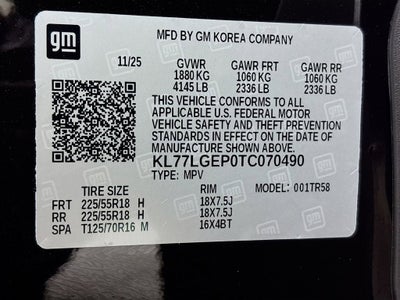 gm
MFD BY GM KOREA COMPANY
11/25 GVWR GAWR FRT GAWR RR
1880 KG 1060 KG 1060 KG
4145 LB 2336 LB 2336 LB
THIS VEHICLE CONFORMS TO ALL
APPLICABLE U.S. FEDERAL MOTOR
VEHICLE SAFETY AND THEFT PREVENTION
STANDARDS IN EFFECT ON THE DATE OF
MANUFACTURE SHOWN ABOVE.
KL77LGEP0TC070490
TYPE: MPV MODEL: 001TR58
TIRE SIZE RIM
FRT 225/55R18 H 18X7.5J
RR 225/55R18 H 18X7.5J
SPA T125/70R16 M 16X4BT